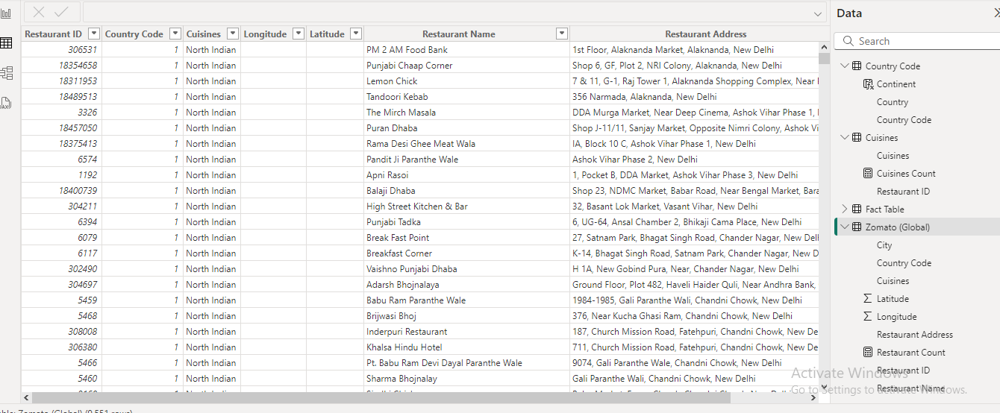 Data
Restaurant ID Country Code Cuisines Longitude Latitude Restaurant Name Restaurant Address
306531 1 North Indian PM 2 AM Food Bank 1st Floor, Alaknanda Market, Alaknanda, New Delhi
18354658 1 North Indian Punjabi Chaap Corner Shop 6, GF, Plot 2, NRI Colony, Alaknanda, New Delhi
18311953 1 North Indian Lemon Chick 7 & 11, G-1, Raj Tower 1, Alaknanda Shopping Complex, Near
18489513 1 North Indian Tandoori Kebab 356 Narmada, Alaknanda, New Delhi
3326 1 North Indian The Mirch Masala DDA Murga Market, Near Deep Cinema, Ashok Vihar Phase 1,
18457050 1 North Indian Puran Dhaba Shop J-11/11, Sanjay Market, Opposite Nimri Colony, Ashok Vi
18375413 1 North Indian Rama Desi Ghee Meat Wala IA, Block 10 C, Ashok Vihar Phase 1, New Delhi
6574 1 North Indian Pandit Ji Paranthe Wale Ashok Vihar Phase 2, New Delhi
1192 1 North Indian Apni Rasoi 1, Pocket B, DDA Market, Ashok Vihar Phase 3, New Delhi
18400739 1 North Indian Balaji Dhaba Shop 23, NDMC Market, Babar Road, Near Bengal Market, Bara
304211 1 North Indian High Street Kitchen & Bar 32, Basant Lok Market, Vasant Vihar, New Delhi
6394 1 North Indian Punjabi Tadka 6, UG-64, Ansal Chamber 2, Bhikaji Cama Place, New Delhi
6079 1 North Indian Break Fast Point 27, Satnam Park, Bhagat Singh Road, Chander Nagar, New Delh
6117 1 North Indian Breakfast Corner K-14, Bhagat Singh Road, Satnam Park, Chander Nagar, New D
302490 1 North Indian Vaishno Punjabi Dhaba H 1A, New Gobind Pura, Near, Chander Nagar, New Delhi
304697 1 North Indian Adarsh Bhojnalaya Ground Floor, Plot 482, Haveli Haider Quli, Near Andhra Bank,
5459 1 North Indian Babu Ram Paranthe Wale 1984-1985, Gali Paranthe Wali, Chandni Chowk, New Delhi
5468 1 North Indian Brijwasi Bhoj 376, Near Kucha Ghasi Ram, Chandni Chowk, New Delhi
308008 1 North Indian Inderpuri Restaurant 187, Church Mission Road, Fatehpuri, Chandni Chowk, New De
306380 1 North Indian Khalsa Hindu Hotel 711, Church Mission Road, Fatehpuri, Chandni Chowk, New De
5466 1 North Indian Pt. Babu Ram Devi Dayal Paranthe Wale 9074, Gali Paranthe Wale, Chandni Chowk, New Delhi
5460 1 North Indian Sharma Bhojnalay Gali Paranthe Wali, Chandni Chowk, New Delhi
Search
Country Code
Continent
Country
Country Code
Cuisines
Cuisines
Cuisines Count
Restaurant ID
Fact Table
Zomato (Global)
City
Country Code
Cuisines
Latitude
Longitude
Restaurant Address
Restaurant Count
Restaurant ID
Restaurant Name
Activate Windows
Go to Settings to activate Windows.
Zomato (Global) (9,551 rows)